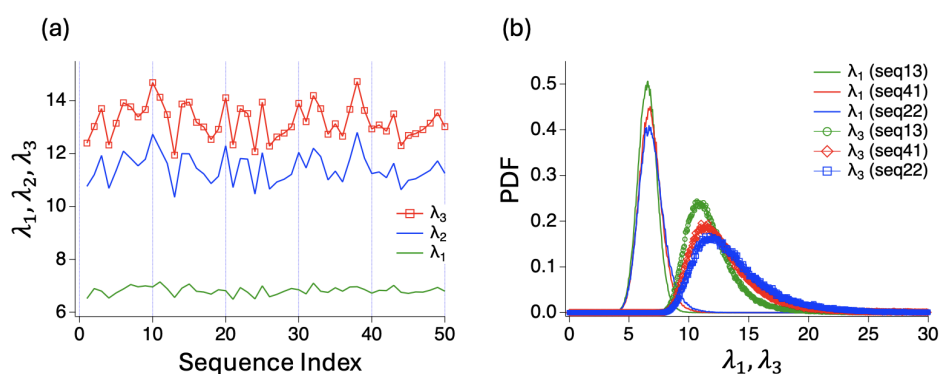 (a)
14
12
10
8
6
λ1, λ2, λ3
λ3
λ2
λ1
0
10
20
30
40
50
Sequence Index
(b)
0.5
0.4
0.3
0.2
0.1
0.0
PDF
λ1 (seq13)
λ1 (seq41)
λ1 (seq22)
λ3 (seq13)
λ3 (seq41)
λ3 (seq22)
0
5
10
15
20
25
30
λ1, λ3